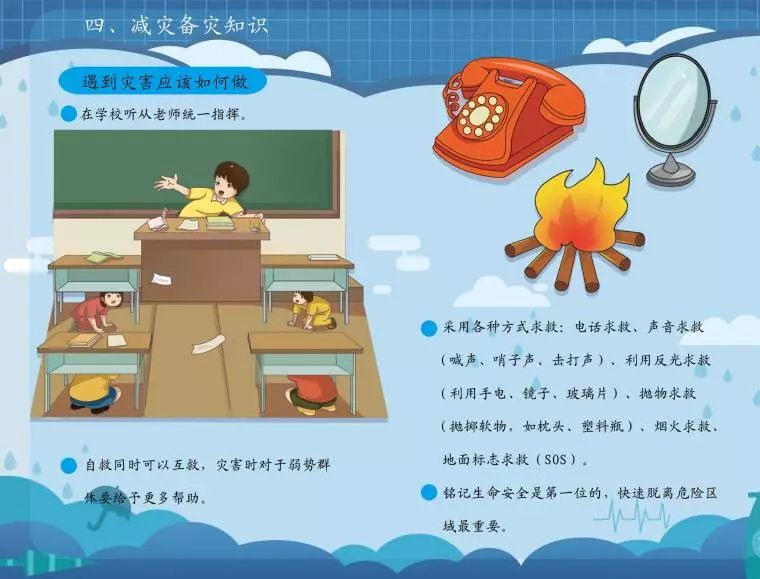 四、减灾备灾知识
遇到灾害应该如何做
在学校听从老师统一指挥。
自救同时可以互救，灾害时对于弱势群
体要给予更多帮助。
采用各种方式求救：电话求救、声音求救
（喊声、哨子声、击打声）、利用反光求救
（利用手电、镜子、玻璃片）、抛物求救
（抛掷软物，如枕头、塑料瓶）、烟火求救、
地面标志求救（SOS）。
铭记生命安全是第一位的，快速脱离危险区
域最重要。